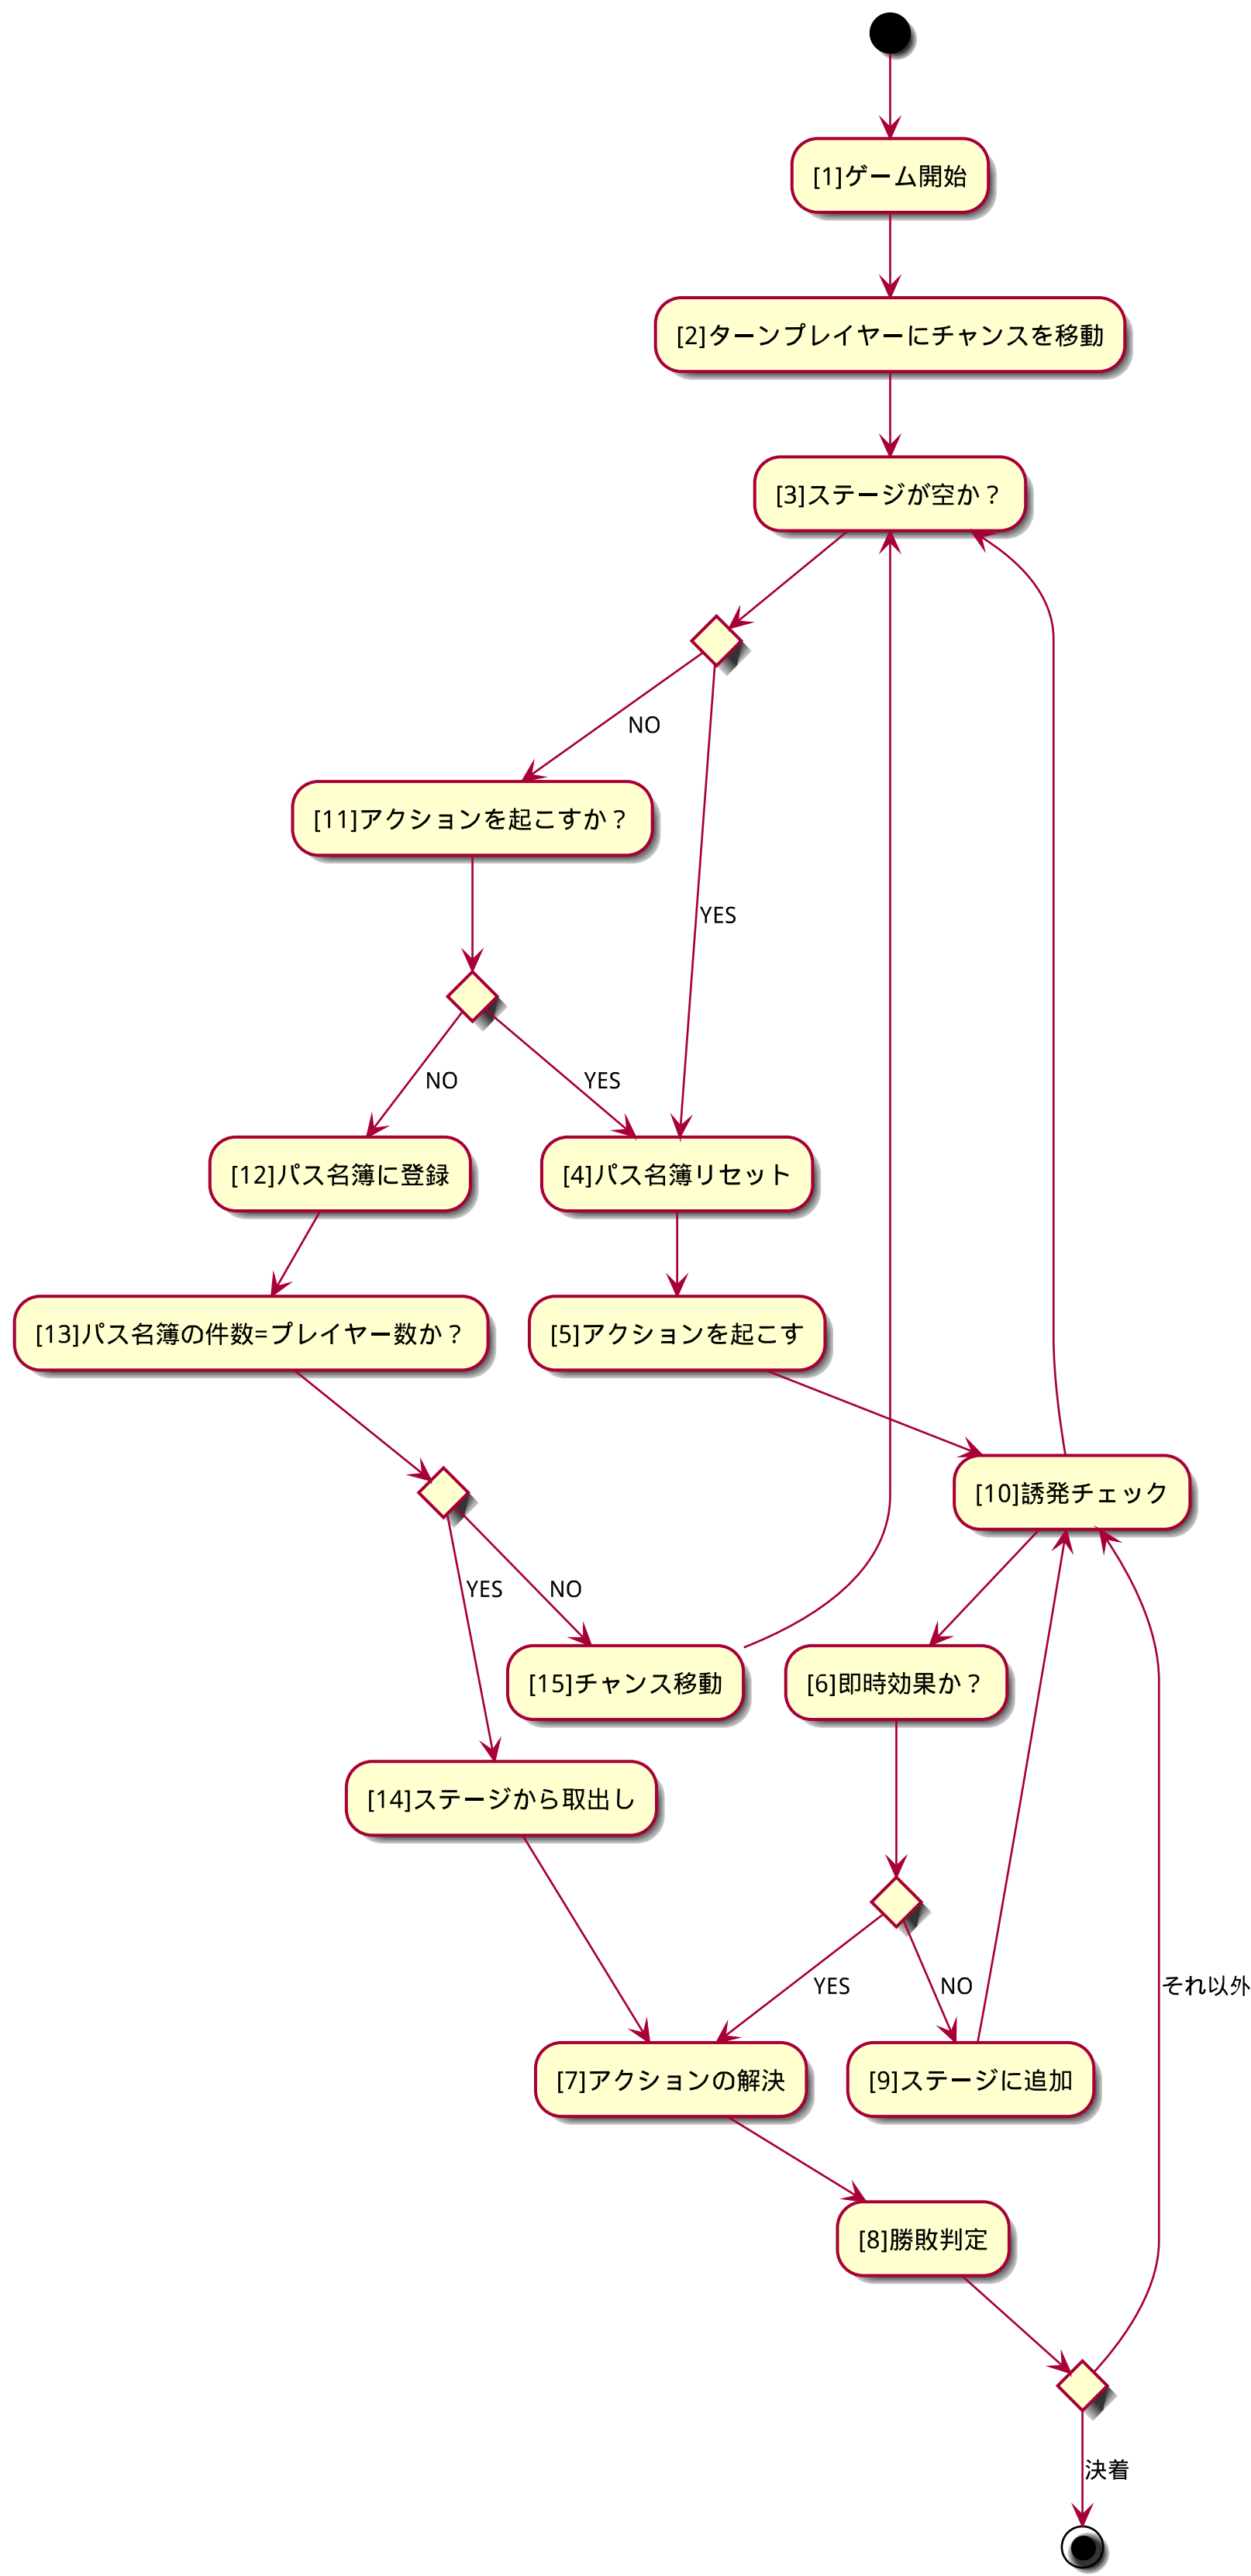 [1]ゲーム開始
[2]ターンプレイヤーにチャンスを移動
[3]ステージが空か？
NO
[11]アクションを起こすか？
YES
NO
YES
[12]パス名簿に登録
[4]パス名簿リセット
[13]パス名簿の件数=プレイヤー数か？
[5]アクションを起こす
[10]誘発チェック
YES
NO
[15]チャンス移動
[6]即時効果か？
[14]ステージから取出し
YES
NO
それ以外
[7]アクションの解決
[9]ステージに追加
[8]勝敗判定
決着